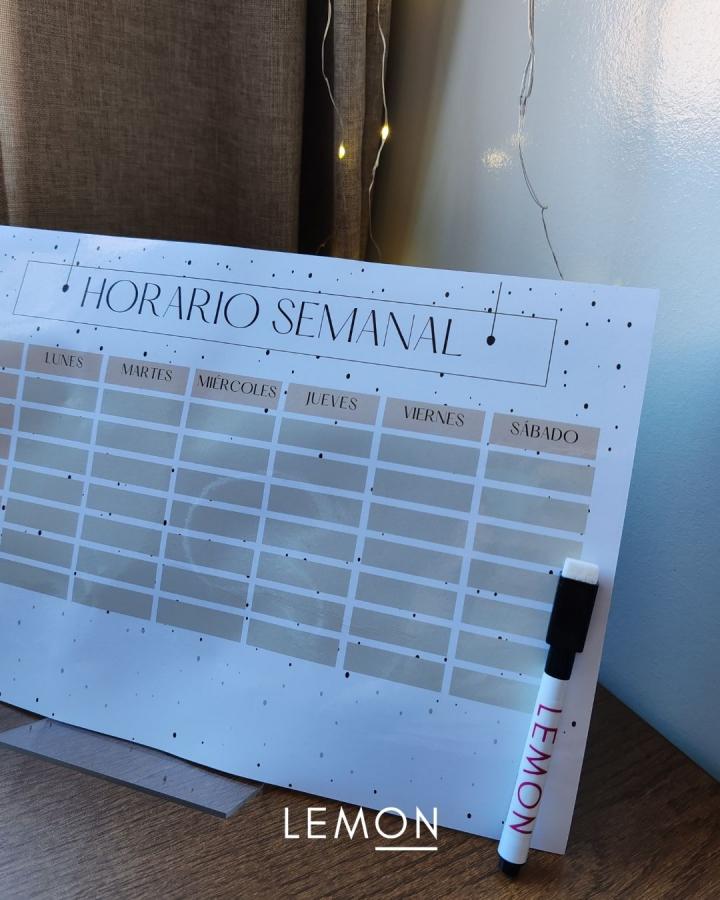 HORARIO SEMANAL
LUNES MARTES MIÉRCOLES JUEVES VIERNES SÁBADO
LEMON
LEMON